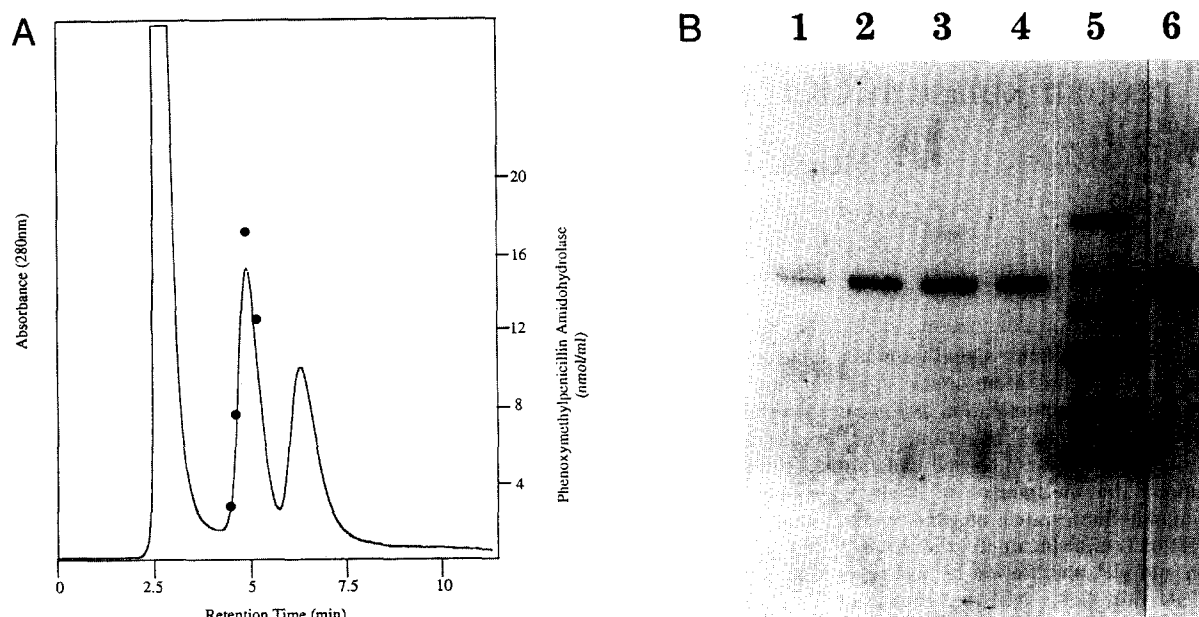 A
Absorbance (280nm)
20
16
12
8
4
Phenoxymethylpenicillin Amidohydrolase
(nmol/ml)
0
2.5
5
7.5
10
Retention Time (min)
B
1 2 3 4 5 6